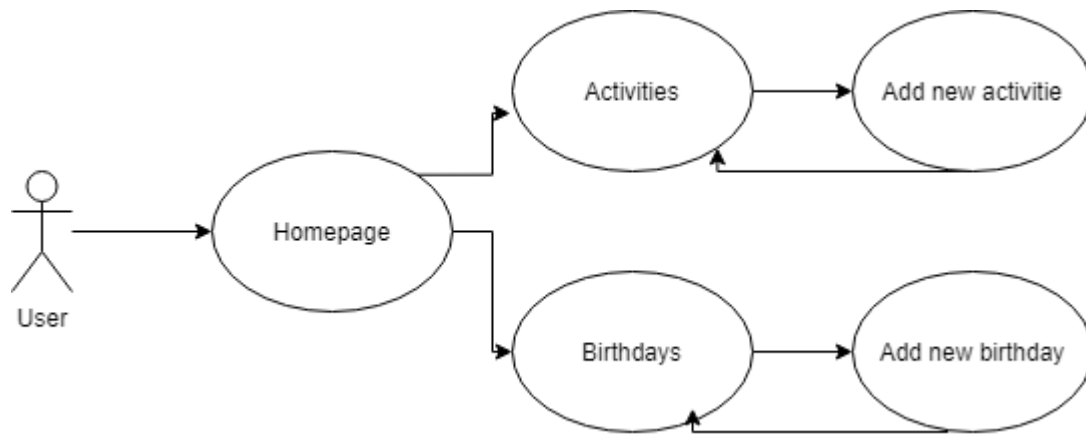 Activities
Add new activitie
Homepage
User
Birthdays
Add new birthday